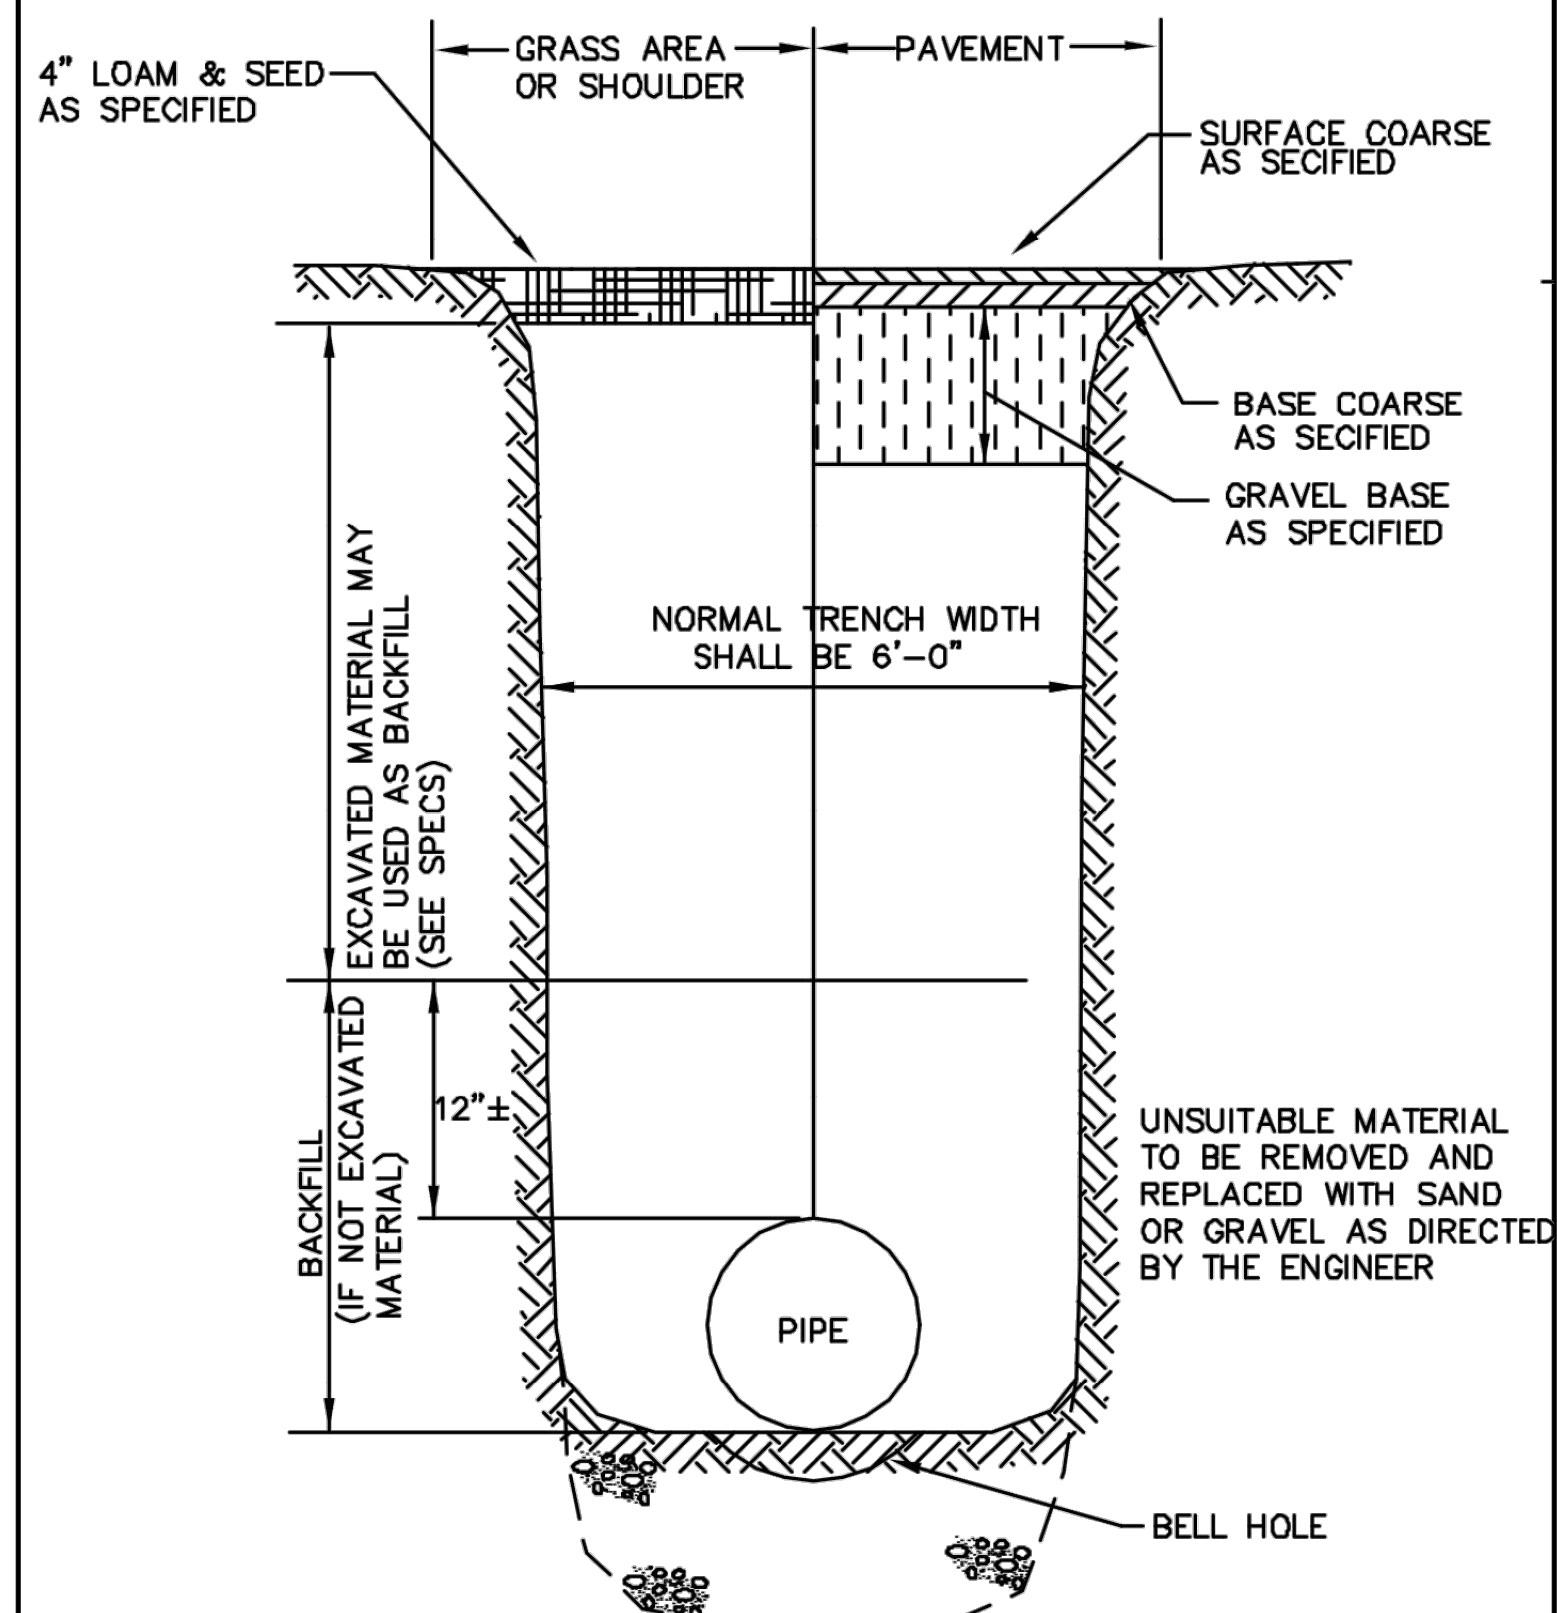 GRASS AREA
OR SHOULDER
PAVEMENT
4" LOAM & SEED
AS SPECIFIED
SURFACE COARSE
AS SECIFIED
BASE COARSE
AS SECIFIED
GRAVEL BASE
AS SPECIFIED
NORMAL TRENCH WIDTH
SHALL BE 6'-0"
EXCAVATED MATERIAL MAY
BE USED AS BACKFILL
(SEE SPECS)
BACKFILL
(IF NOT EXCAVATED
MATERIAL)
12"±
UNSUITABLE MATERIAL
TO BE REMOVED AND
REPLACED WITH SAND
OR GRAVEL AS DIRECTED
BY THE ENGINEER
PIPE
BELL HOLE